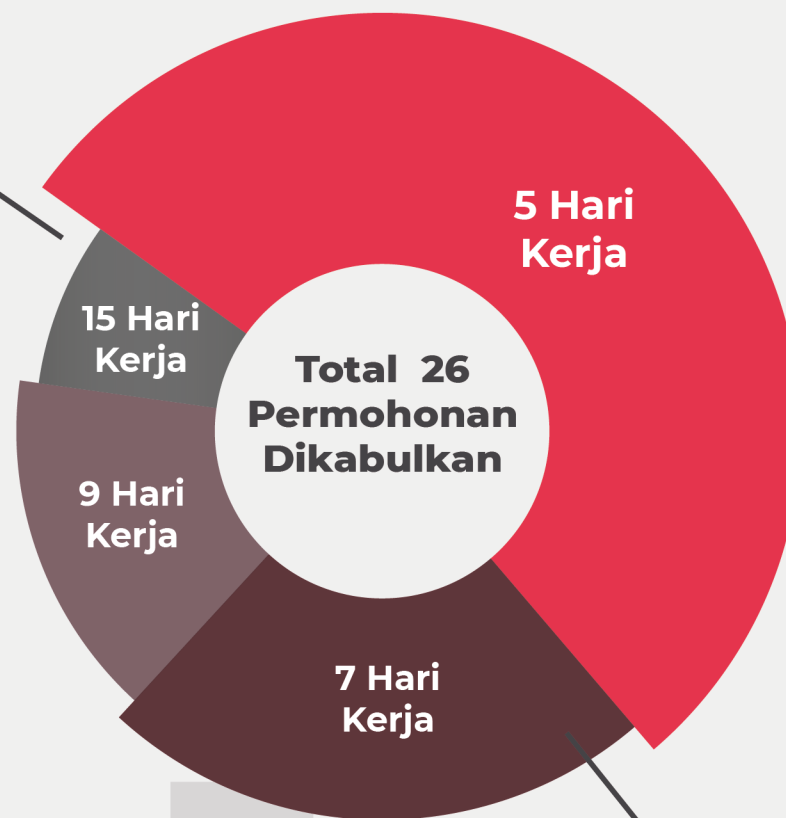 5 Hari
Kerja
15 Hari
Kerja
Total 26
Permohonan
Dikabulkan
9 Hari
Kerja
7 Hari
Kerja